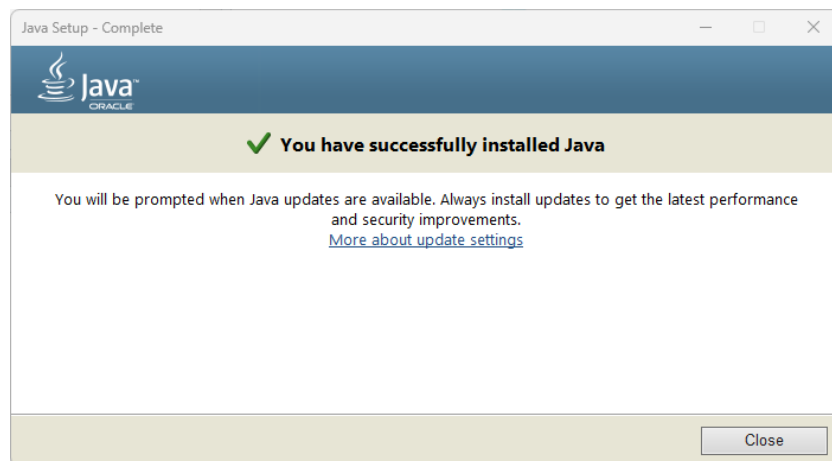 Java Setup - Complete
Java™
ORACLE
You have successfully installed Java
You will be prompted when Java updates are available. Always install updates to get the latest performance
and security improvements.
More about update settings
Close